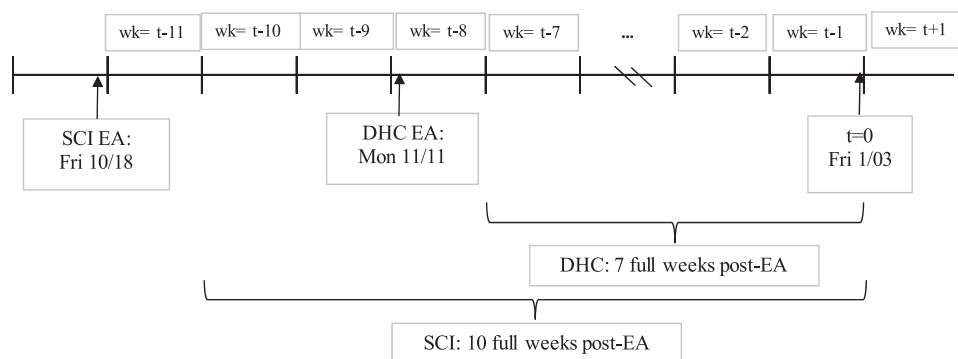 wk= t-11 wk= t-10 wk= t-9 wk= t-8 wk= t-7 ... wk= t-2 wk= t-1 wk= t+1
SCI EA:
Fri 10/18
DHC EA:
Mon 11/11
t=0
Fri 1/03
DHC: 7 full weeks post-EA
SCI: 10 full weeks post-EA